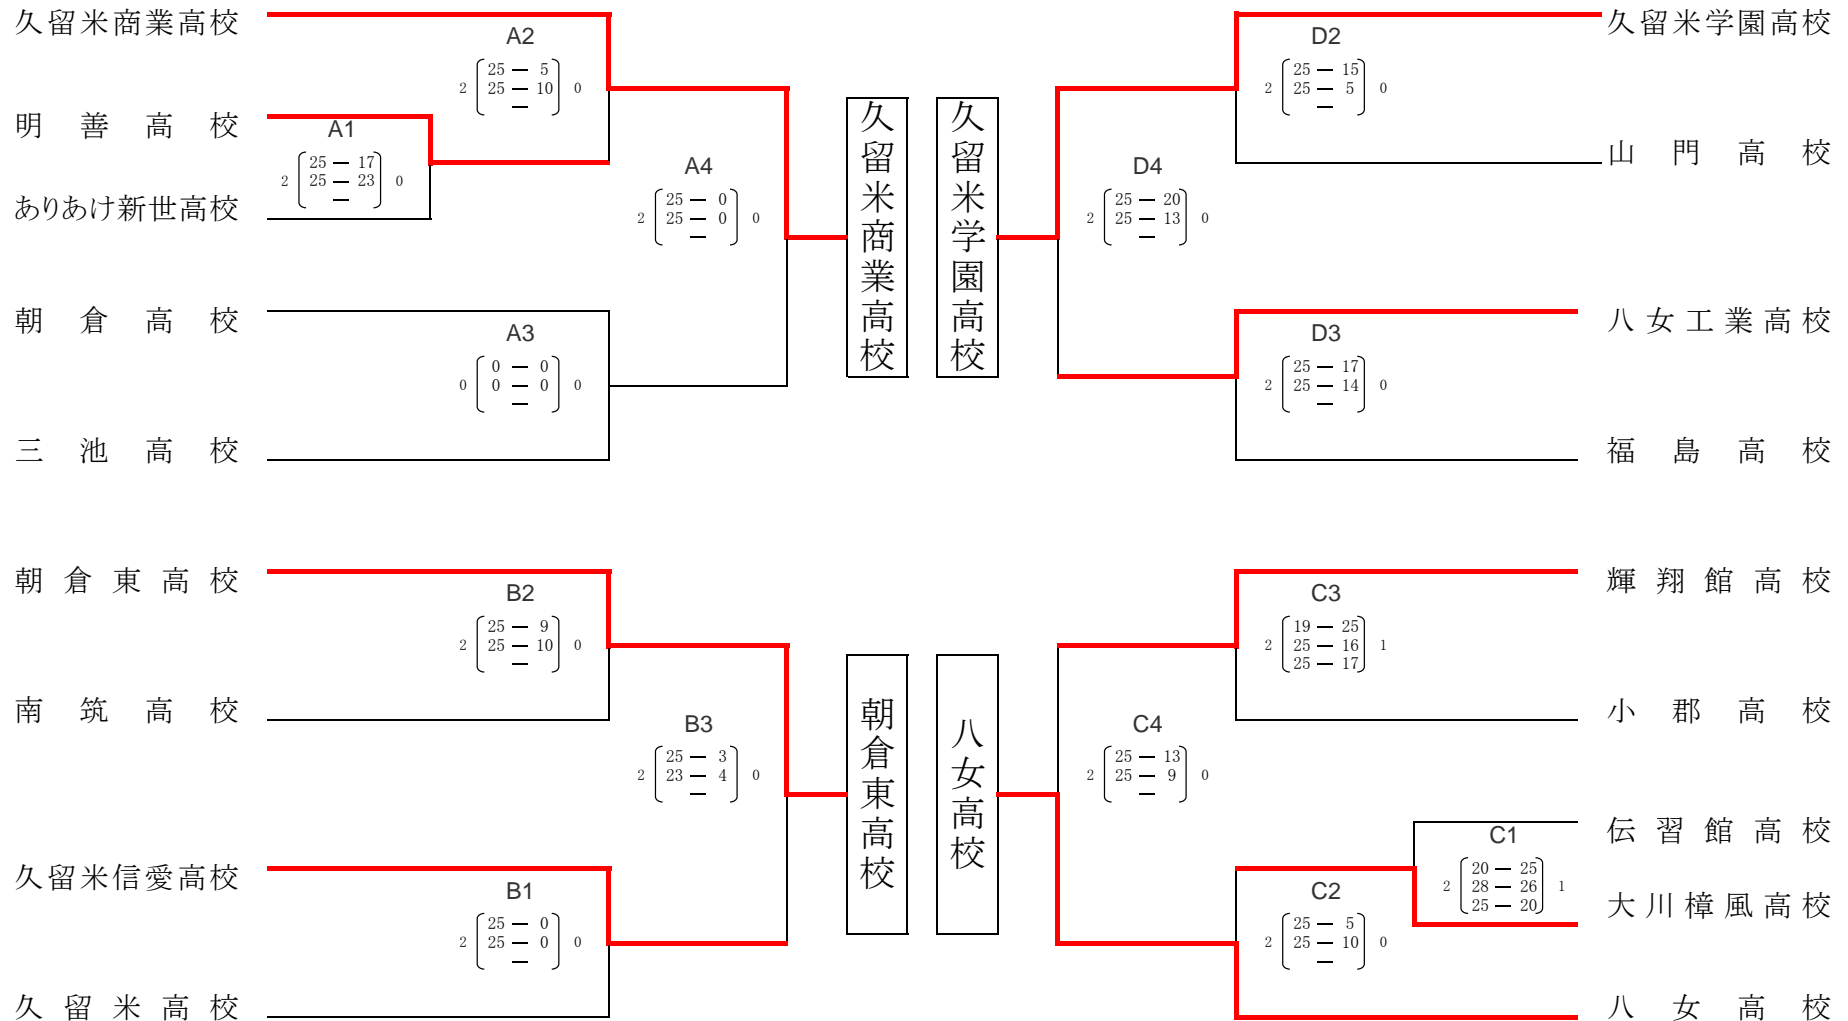 久留米商業高校
明善高校
ありあけ新世高校
朝倉高校
三池高校
朝倉東高校
南筑高校
久留米信愛高校
久留米高校
A1
2 25 — 17 0
25 — 23
—
A2
2 25 — 5 0
25 — 10
—
A3
0 0 — 0 0
0 — 0
—
A4
2 25 — 0 0
25 — 0
—
B2
2 25 — 9 0
25 — 10
—
B1
2 25 — 0 0
25 — 0
—
B3
2 25 — 3 0
23 — 4
—
久留米商業高校
久留米学園高校
朝倉東高校
八女高校
D4
2 25 — 20 0
25 — 13
—
D2
2 25 — 15 0
25 — 5
—
D3
2 25 — 17 0
25 — 14
—
C4
2 25 — 13 0
25 — 9
—
C3
2 19 — 25 1
25 — 16
25 — 17
C2
2 25 — 5 0
25 — 10
—
C1
2 20 — 25 1
28 — 26
25 — 20
久留米学園高校
山門高校
八女工業高校
福島高校
輝翔館高校
小郡高校
伝習館高校
大川樟風高校
八女高校